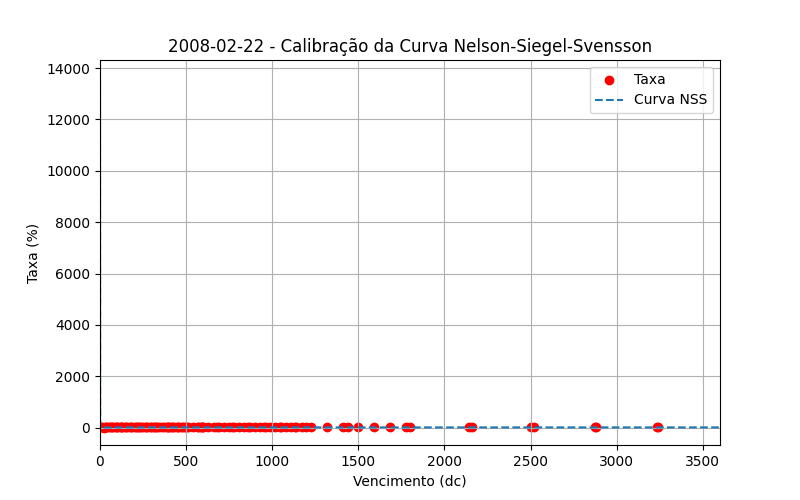 2008-02-22 - Calibração da Curva Nelson-Siegel-Svensson
Taxa
Curva NSS
Taxa (%)
14000
12000
10000
8000
6000
4000
2000
0
0 500 1000 1500 2000 2500 3000 3500
Vencimento (dc)